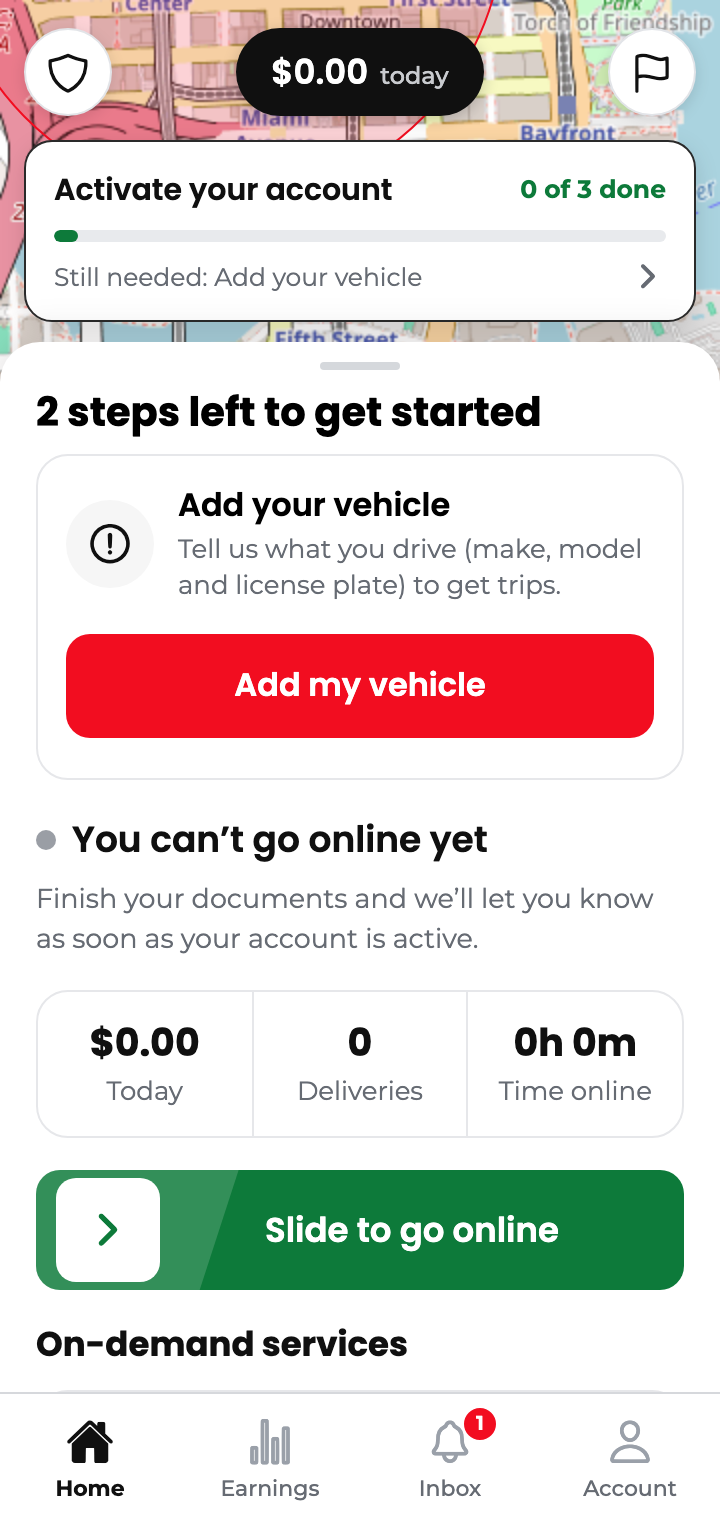 Center
First Street
Park
Downtown
Torch of Friendship
$0.00 today
Miami
Bayfront
Activate your account
0 of 3 done
Still needed: Add your vehicle
Fifth Street
2 steps left to get started
Add your vehicle
Tell us what you drive (make, model
and license plate) to get trips.
Add my vehicle
You can’t go online yet
Finish your documents and we’ll let you know
as soon as your account is active.
$0.00
Today
0
Deliveries
0h 0m
Time online
Slide to go online
On-demand services
1
Home
Earnings
Inbox
Account